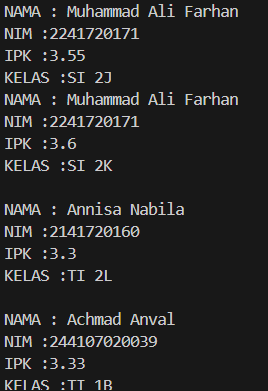 NAMA : Muhammad Ali Farhan
NIM :2241720171
IPK :3.55
KELAS :SI 2J
NAMA : Muhammad Ali Farhan
NIM :2241720171
IPK :3.6
KELAS :SI 2K
NAMA : Annisa Nabila
NIM :2141720160
IPK :3.3
KELAS :TI 2L
NAMA : Achmad Anval
NIM :244107020039
IPK :3.33
KELAS :TI 1B